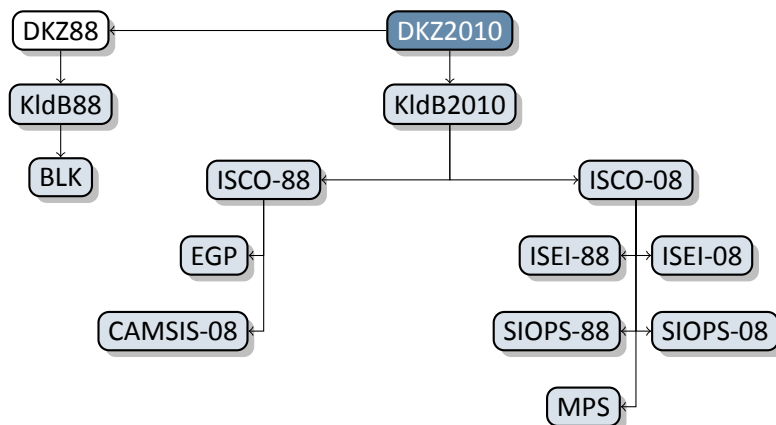 DKZ88
DKZ2010
KldB88
KldB2010
BLK
ISCO-88
ISCO-08
EGP
ISEI-88
ISEI-08
CAMSIS-08
SIOPS-88
SIOPS-08
MPS